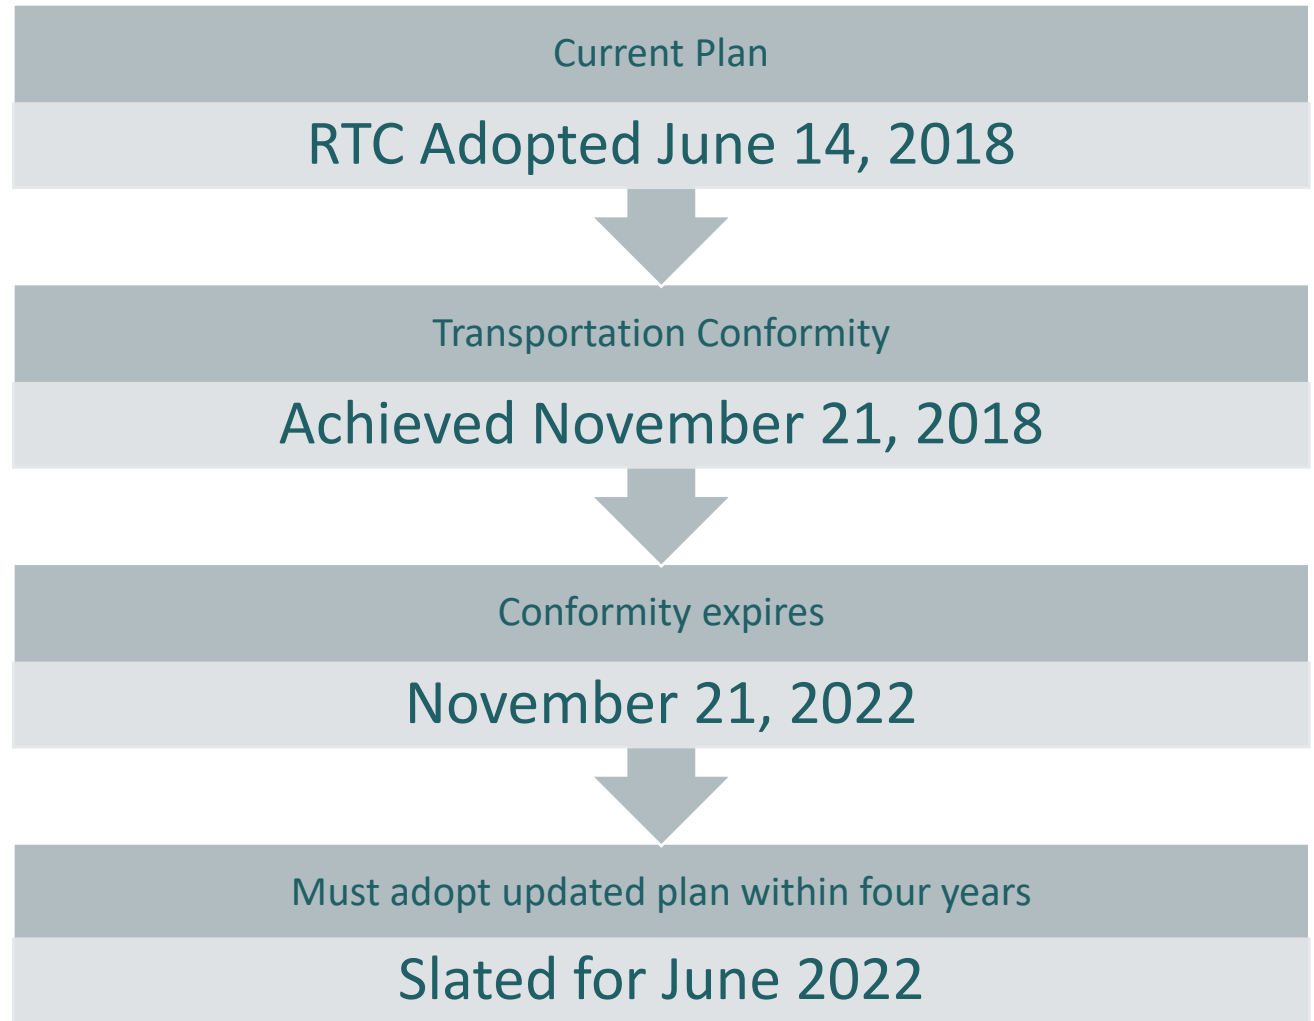 Current Plan
RTC Adopted June 14, 2018
Transportation Conformity
Achieved November 21, 2018
Conformity expires
November 21, 2022
Must adopt updated plan within four years
Slated for June 2022